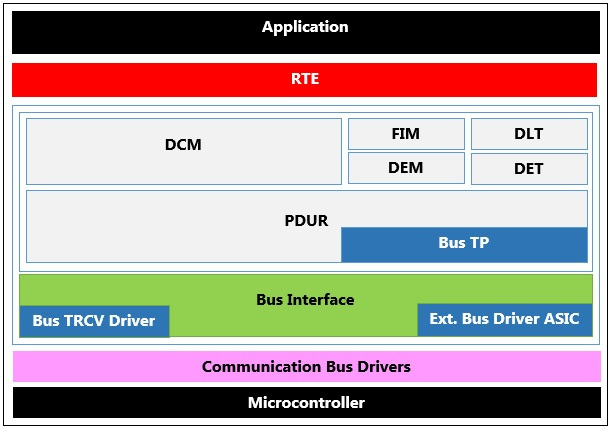 Application
RTE
DCM
FIM
DLT
DEM
DET
PDUR
Bus TP
Bus Interface
Bus TRCV Driver
Ext. Bus Driver ASIC
Communication Bus Drivers
Microcontroller